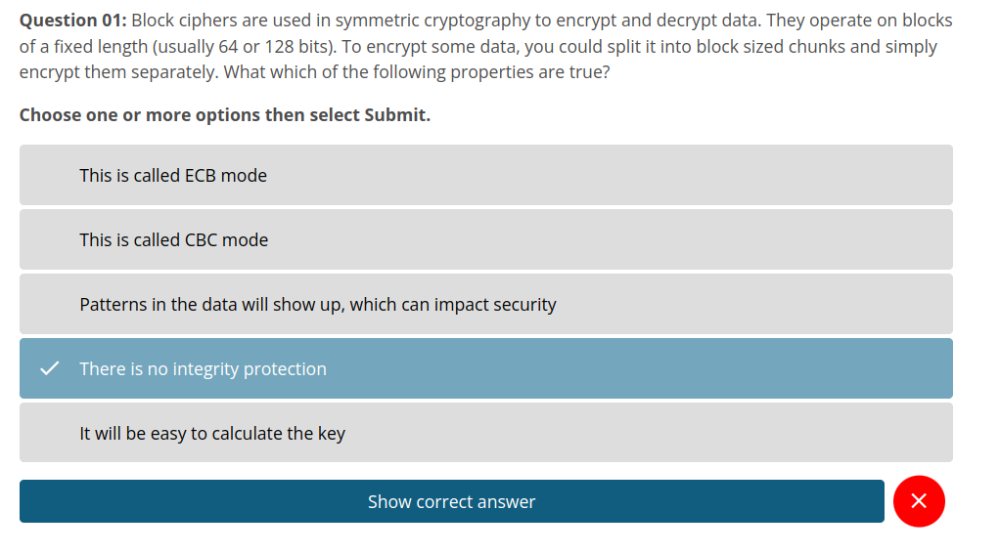 Question 01: Block ciphers are used in symmetric cryptography to encrypt and decrypt data. They operate on blocks
of a fixed length (usually 64 or 128 bits). To encrypt some data, you could split it into block sized chunks and simply
encrypt them separately. What which of the following properties are true?
Choose one or more options then select Submit.
This is called ECB mode
This is called CBC mode
Patterns in the data will show up, which can impact security
There is no integrity protection
It will be easy to calculate the key
Show correct answer